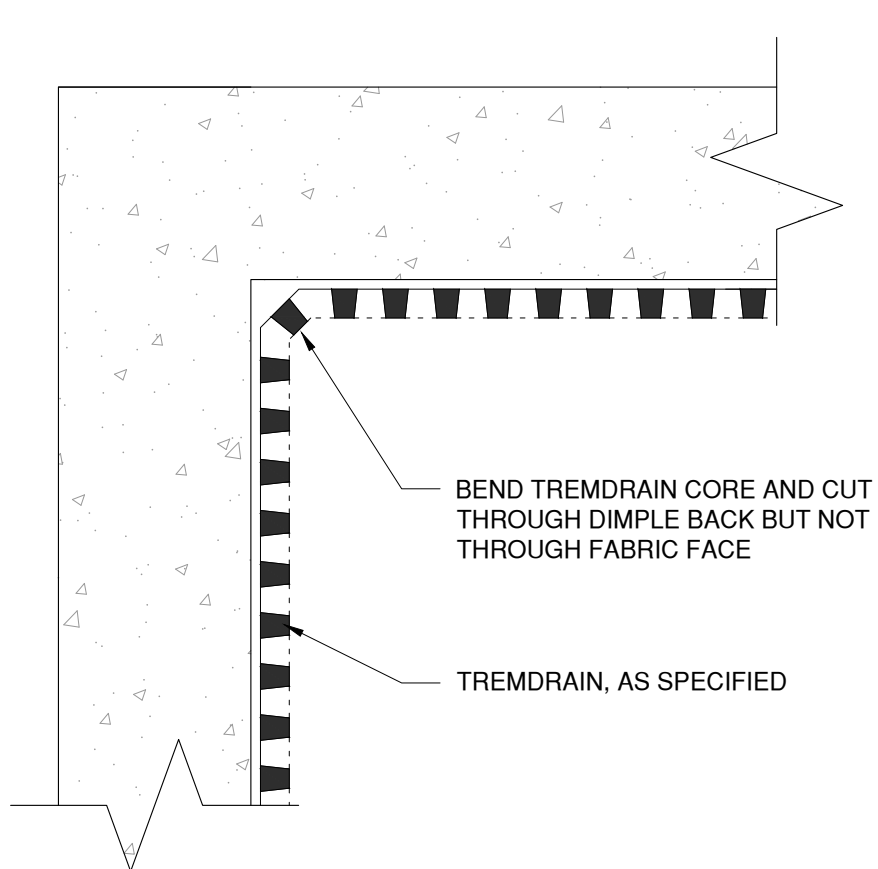 BEND TREMDRAIN CORE AND CUT
THROUGH DIMPLE BACK BUT NOT
THROUGH FABRIC FACE
TREMDRAIN, AS SPECIFIED